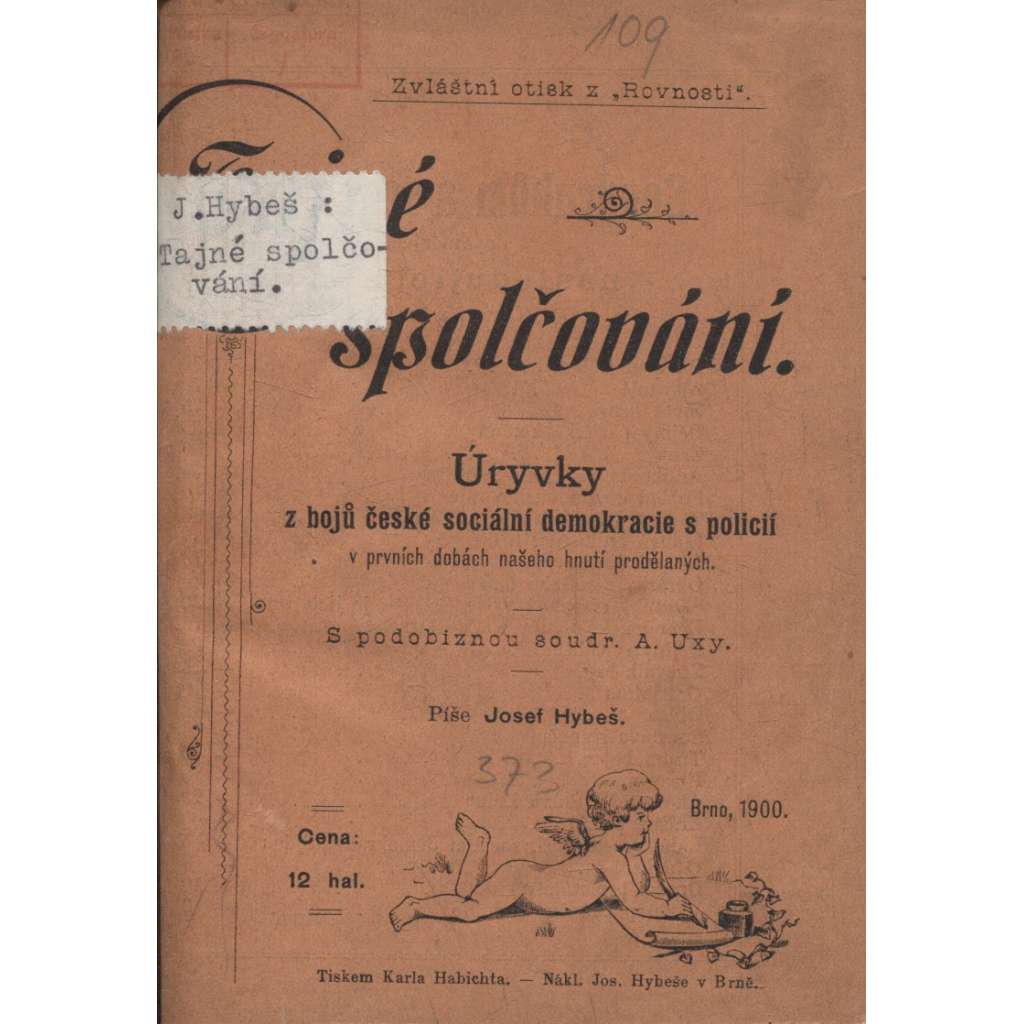 109
Zvláštní otisk z „Rovnosti“.
J.Hybeš :
Tajné spolčo-
vání.
é
spolčování.
Úryvky
z bojů české sociální demokracie s policií
v prvních dobách našeho hnutí prodělaných.
S podobiznou soudr. A. Uxy.
Píše Josef Hybeš.
373
Brno, 1900.
Cena:
12 hal.
Tiskem Karla Habichta. — Nákl. Jos. Hybeše v Brně.